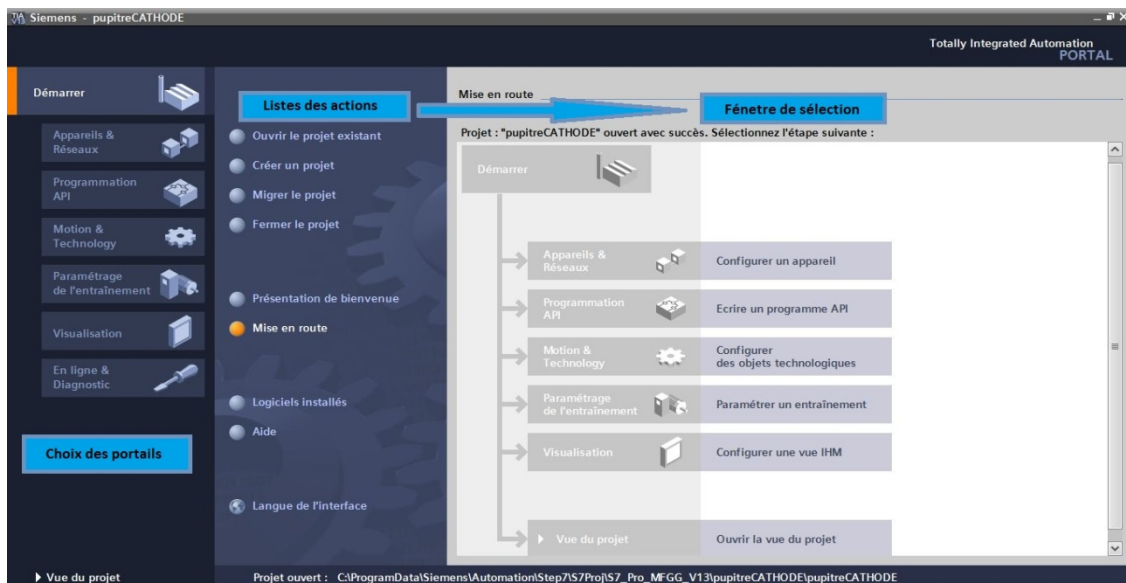 Siemens - pupitreCATHODE
Totally Integrated Automation
PORTAL
Démarrer
Appareils &
Réseaux
Programmation
API
Motion &
Technology
Paramétrage
de l'entraînement
Visualisation
En ligne &
Diagnostic
Choix des portails
Vue du projet
Listes des actions
Ouvrir le projet existant
Créer un projet
Migrer le projet
Fermer le projet
Présentation de bienvenue
Mise en route
Logiciels installés
Aide
Langue de l'interface
Mise en route
Fénetre de sélection
Projet : "pupitreCATHODE" ouvert avec succès. Sélectionnez l'étape suivante :
Démarrer
Appareils &
Réseaux
Configurer un appareil
Programmation
API
Ecrire un programme API
Motion &
Technology
Configurer
des objets technologiques
Paramétrage
de l'entraînement
Paramétrer un entraînement
Visualisation
Configurer une vue IHM
Vue du projet
Ouvrir la vue du projet
Projet ouvert : C:\ProgramData\Siemens\Automation\Step7\S7Proj\S7_Pro_MFGG_V13\pupitreCATHODE\pupitreCATHODE